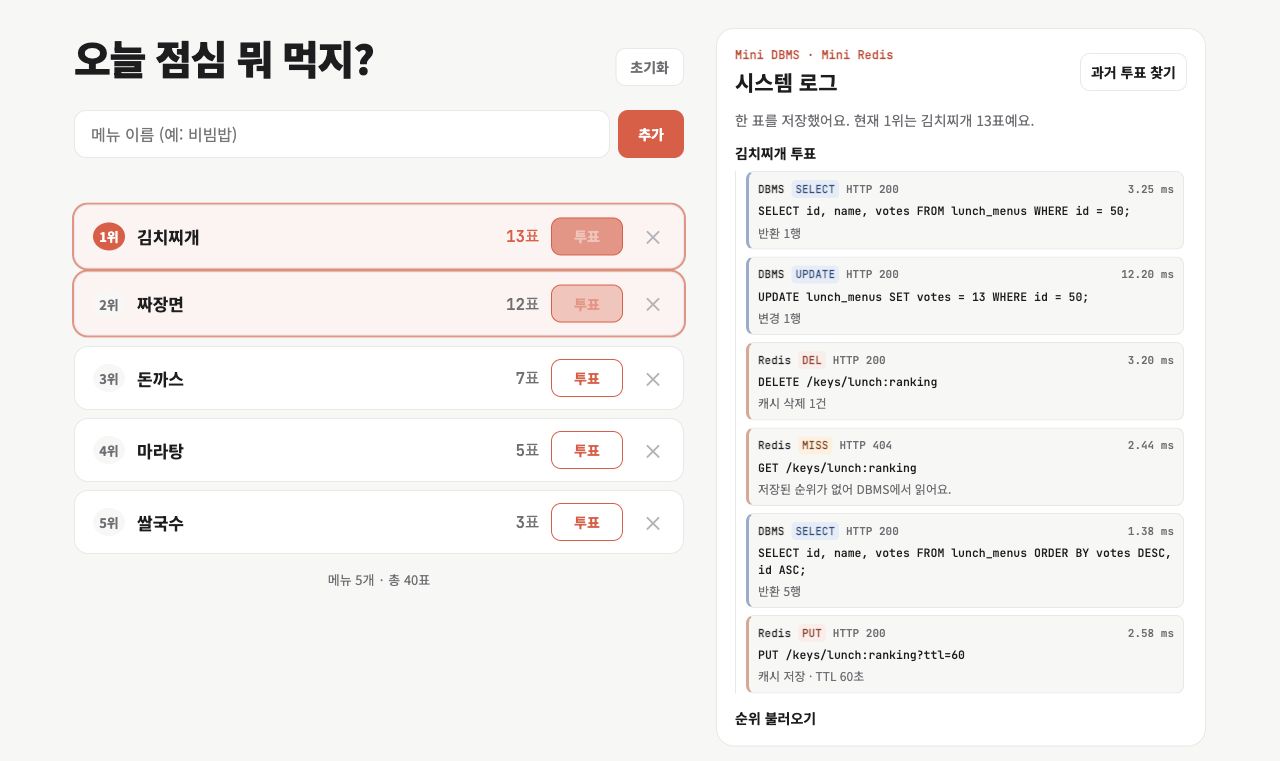 오늘 점심 뭐 먹지?
초기화
메뉴 이름 (예: 비빔밥)
추가
1위 김치찌개 13표 투표
2위 짜장면 12표 투표
3위 돈까스 7표 투표
4위 마라탕 5표 투표
5위 쌀국수 3표 투표
메뉴 5개 · 총 40표
Mini DBMS · Mini Redis
시스템 로그
과거 투표 찾기
한 표를 저장했어요. 현재 1위는 김치찌개 13표예요.
김치찌개 투표
DBMS SELECT HTTP 200 3.25 ms
SELECT id, name, votes FROM lunch_menus WHERE id = 50;
반환 1행
DBMS UPDATE HTTP 200 12.20 ms
UPDATE lunch_menus SET votes = 13 WHERE id = 50;
변경 1행
Redis DEL HTTP 200 3.20 ms
DELETE /keys/lunch:ranking
캐시 삭제 1건
Redis MISS HTTP 404 2.44 ms
GET /keys/lunch:ranking
저장된 순위가 없어 DBMS에서 읽어요.
DBMS SELECT HTTP 200 1.38 ms
SELECT id, name, votes FROM lunch_menus ORDER BY votes DESC,
id ASC;
반환 5행
Redis PUT HTTP 200 2.58 ms
PUT /keys/lunch:ranking?ttl=60
캐시 저장 · TTL 60초
순위 불러오기